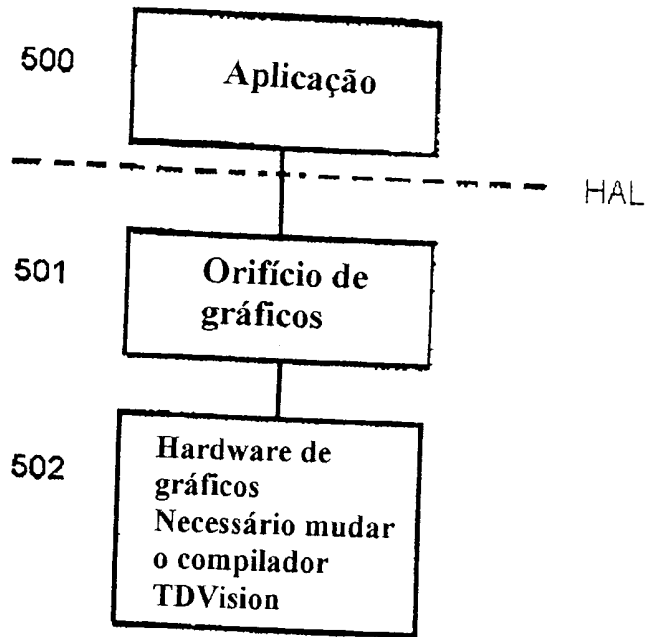 500
Aplicação
HAL
501
Orifício de
gráficos
502
Hardware de
gráficos
Necessário mudar
o compilador
TDVision